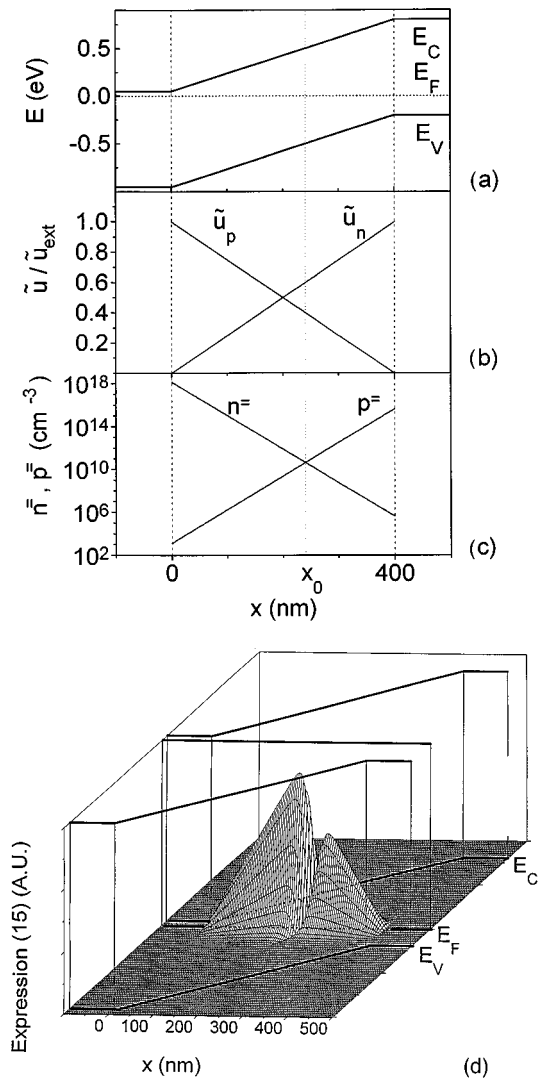 E (eV)
0.5
0.0
-0.5
E_C
E_F
E_V
(a)
ũ / ũ_ext
1.0
0.8
0.6
0.4
0.2
ũ_p
ũ_n
(b)
n⁼, p⁼ (cm⁻³)
10¹⁸
10¹⁴
10¹⁰
10⁶
10²
n⁼
p⁼
(c)
0 x₀ 400
x (nm)
Expression (15) (A.U.)
E_C
E_F
E_V
0 100 200 300 400 500
x (nm)
(d)